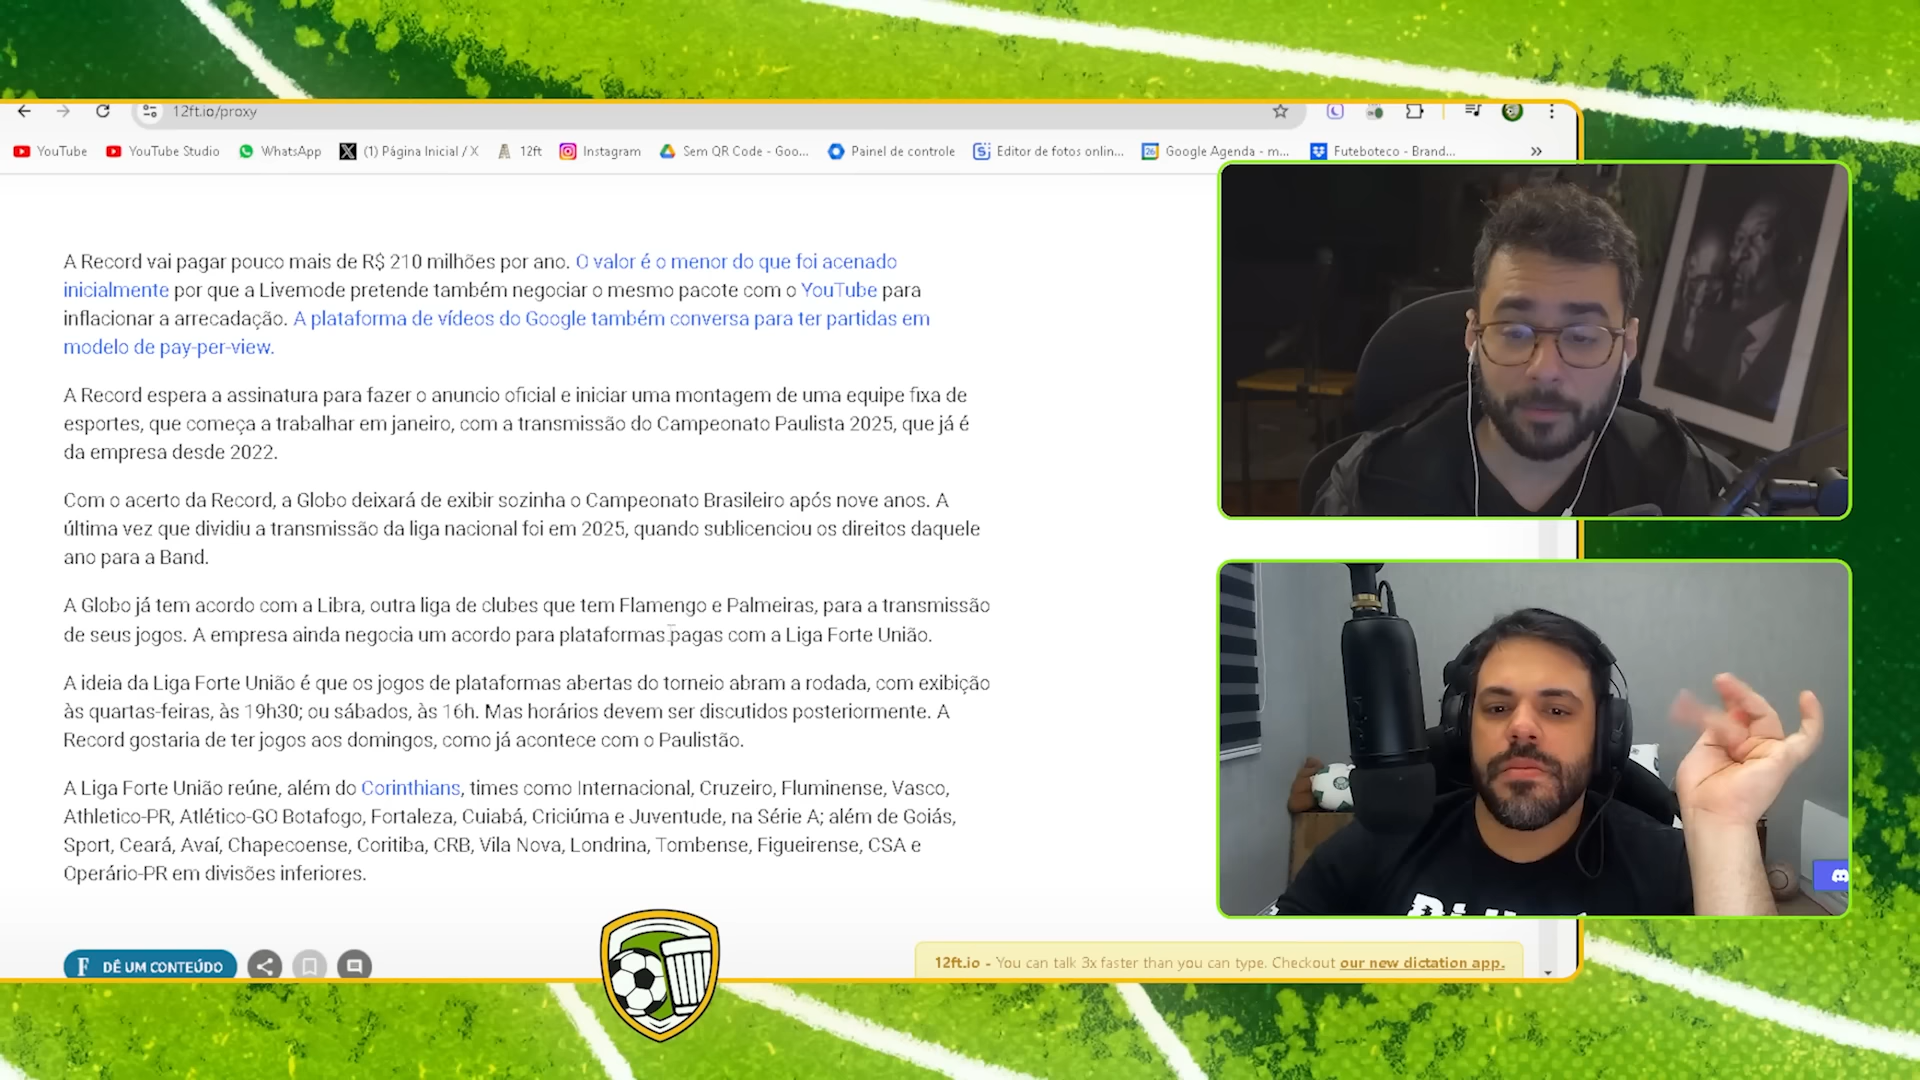 12ft.io/proxy
YouTube YouTube Studio WhatsApp (1) Página Inicial / X 12ft Instagram Sem QR Code - Goo... Painel de controle Editor de fotos onlin... Google Agenda - m... Futeboteco - Brand... »
A Record vai pagar pouco mais de R$ 210 milhões por ano. O valor é o menor do que foi acenado
inicialmente por que a Livemode pretende também negociar o mesmo pacote com o YouTube para
inflacionar a arrecadação. A plataforma de vídeos do Google também conversa para ter partidas em
modelo de pay-per-view.
A Record espera a assinatura para fazer o anuncio oficial e iniciar uma montagem de uma equipe fixa de
esportes, que começa a trabalhar em janeiro, com a transmissão do Campeonato Paulista 2025, que já é
da empresa desde 2022.
Com o acerto da Record, a Globo deixará de exibir sozinha o Campeonato Brasileiro após nove anos. A
última vez que dividiu a transmissão da liga nacional foi em 2025, quando sublicenciou os direitos daquele
ano para a Band.
A Globo já tem acordo com a Libra, outra liga de clubes que tem Flamengo e Palmeiras, para a transmissão
de seus jogos. A empresa ainda negocia um acordo para plataformas pagas com a Liga Forte União.
A ideia da Liga Forte União é que os jogos de plataformas abertas do torneio abram a rodada, com exibição
às quartas-feiras, às 19h30; ou sábados, às 16h. Mas horários devem ser discutidos posteriormente. A
Record gostaria de ter jogos aos domingos, como já acontece com o Paulistão.
A Liga Forte União reúne, além do Corinthians, times como Internacional, Cruzeiro, Fluminense, Vasco,
Athletico-PR, Atlético-GO Botafogo, Fortaleza, Cuiabá, Criciúma e Juventude, na Série A; além de Goiás,
Sport, Ceará, Avaí, Chapecoense, Coritiba, CRB, Vila Nova, Londrina, Tombense, Figueirense, CSA e
Operário-PR em divisões inferiores.
F DÊ UM CONTEÚDO
12ft.io - You can talk 3x faster than you can type. Checkout our new dictation app.